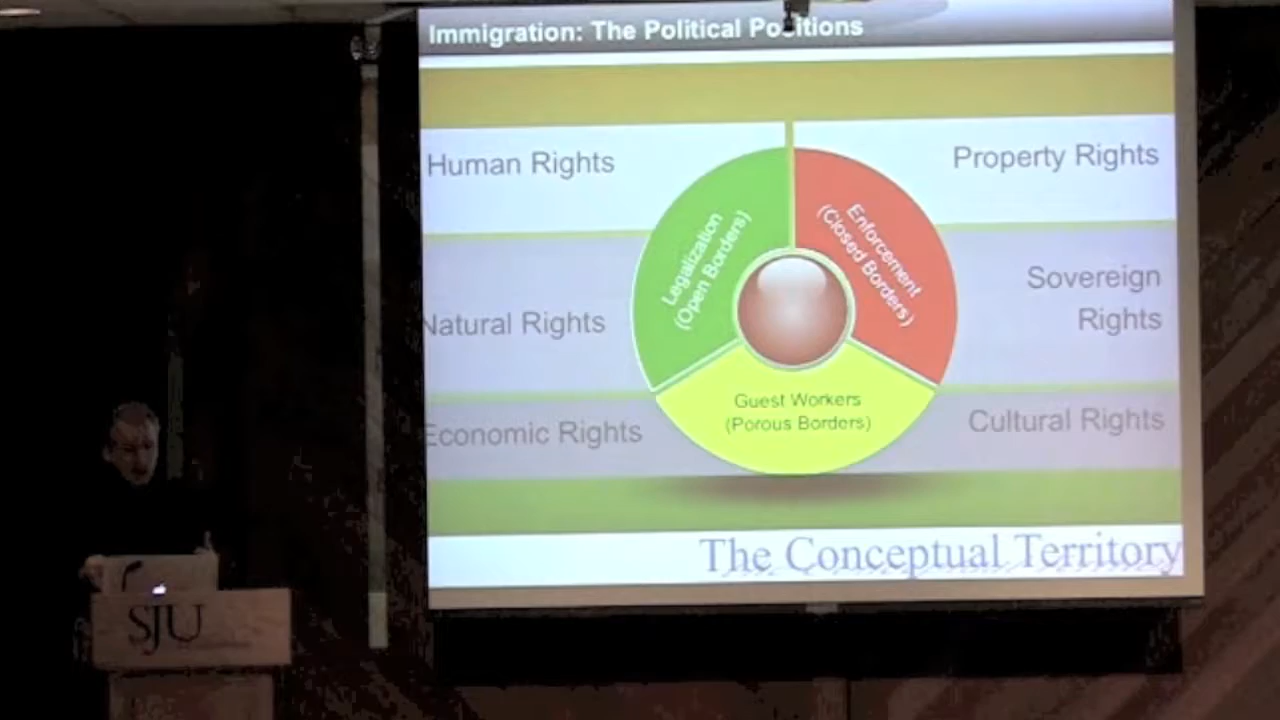 Immigration: The Political Positions
Human Rights
Property Rights
Legalization
(Open Borders)
Enforcement
(Closed Borders)
Natural Rights
Sovereign
Rights
Guest Workers
(Porous Borders)
Economic Rights
Cultural Rights
The Conceptual Territory
SJU